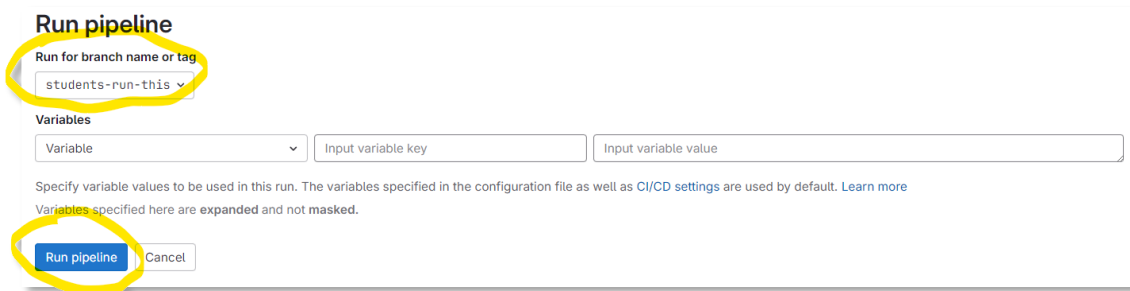 Run pipeline
Run for branch name or tag
students-run-this
Variables
Variable Input variable key Input variable value
Specify variable values to be used in this run. The variables specified in the configuration file as well as CI/CD settings are used by default. Learn more
Variables specified here are expanded and not masked.
Run pipeline Cancel